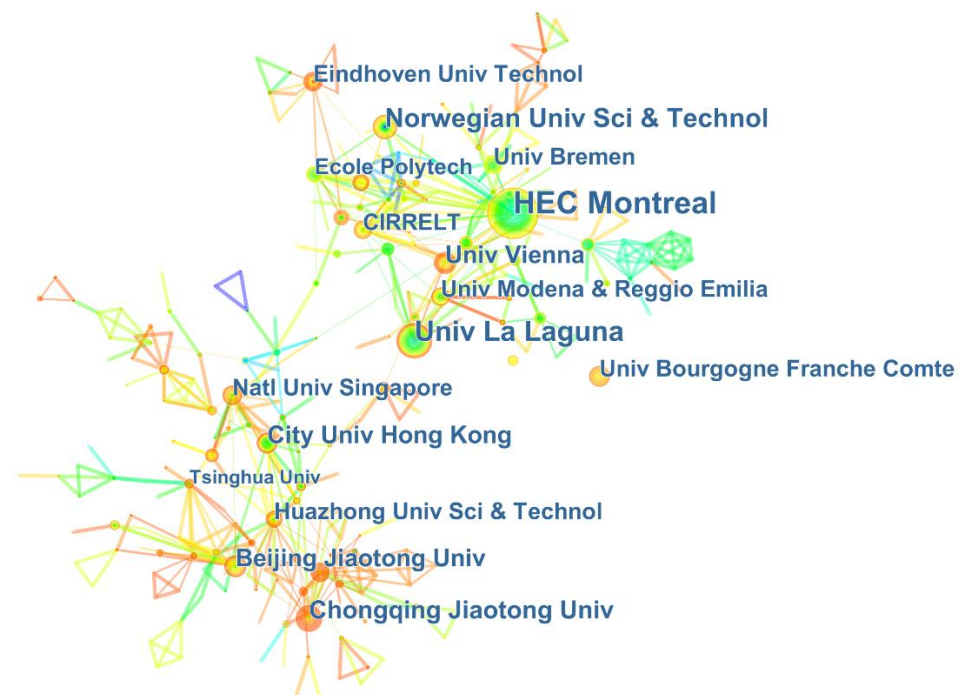 Eindhoven Univ Technol
Norwegian Univ Sci & Technol
Univ Bremen
Ecole Polytech
HEC Montreal
CIRRELT
Univ Vienna
Univ Modena & Reggio Emilia
Univ La Laguna
Univ Bourgogne Franche Comte
Natl Univ Singapore
City Univ Hong Kong
Tsinghua Univ
Huazhong Univ Sci & Technol
Beijing Jiaotong Univ
Chongqing Jiaotong Univ